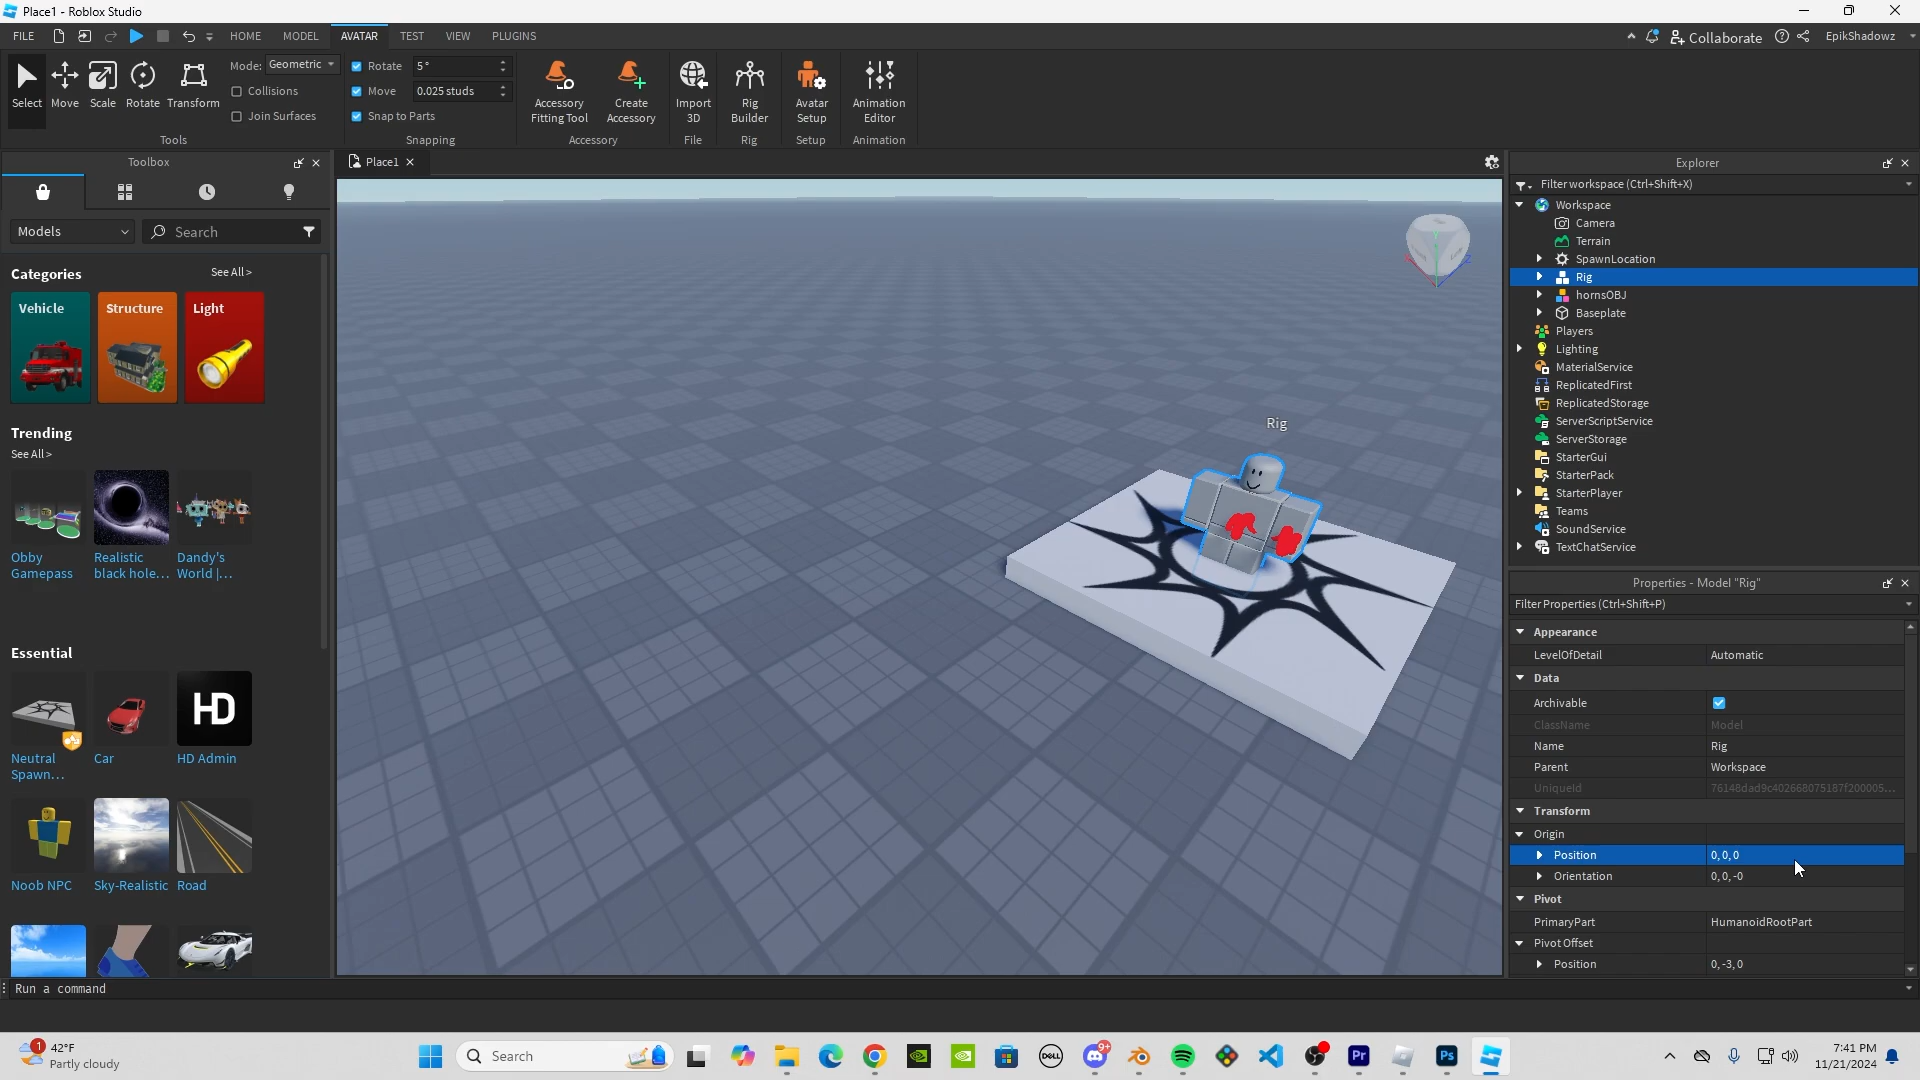 Place1 - Roblox Studio
FILE
HOME
MODEL
AVATAR
TEST
VIEW
PLUGINS
Collaborate
EpikShadowz
Select
Move
Scale
Rotate
Transform
Mode:
Geometric
Collisions
Join Surfaces
Tools
Rotate
5°
Move
0.025 studs
Snap to Parts
Snapping
Accessory
Fitting Tool
Create
Accessory
Accessory
Import
3D
File
Rig
Builder
Rig
Avatar
Setup
Setup
Animation
Editor
Animation
Toolbox
Models
Search
Categories
See All >
Vehicle
Structure
Light
Trending
See All >
Obby
Gamepass
Realistic
black hole...
Dandy's
World |...
Essential
Neutral
Spawn...
Car
HD
HD Admin
Noob NPC
Sky-Realistic
Road
Place1
Rig
Explorer
Filter workspace (Ctrl+Shift+X)
Workspace
Camera
Terrain
SpawnLocation
Rig
hornsOBJ
Baseplate
Players
Lighting
MaterialService
ReplicatedFirst
ReplicatedStorage
ServerScriptService
ServerStorage
StarterGui
StarterPack
StarterPlayer
Teams
SoundService
TextChatService
Properties - Model "Rig"
Filter Properties (Ctrl+Shift+P)
Appearance
LevelOfDetail
Automatic
Data
Archivable
ClassName
Model
Name
Rig
Parent
Workspace
UniqueId
76148dad9c402668075187f200005...
Transform
Origin
Position
0, 0, 0
Orientation
0, 0, -0
Pivot
PrimaryPart
HumanoidRootPart
Pivot Offset
Position
0, -3, 0
Run a command
1
42°F
Partly cloudy
Search
DELL
9+
Pr
Ps
7:41 PM
11/21/2024